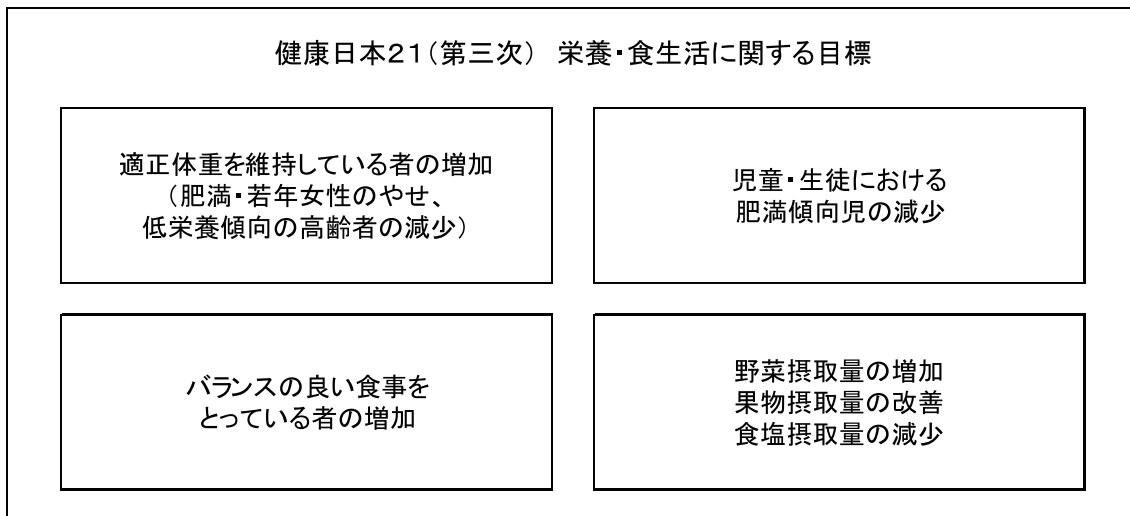 健康日本21（第三次） 栄養・食生活に関する目標
適正体重を維持している者の増加
（肥満・若年女性のやせ、
低栄養傾向の高齢者の減少）
児童・生徒における
肥満傾向児の減少
バランスの良い食事を
とっている者の増加
野菜摂取量の増加
果物摂取量の改善
食塩摂取量の減少